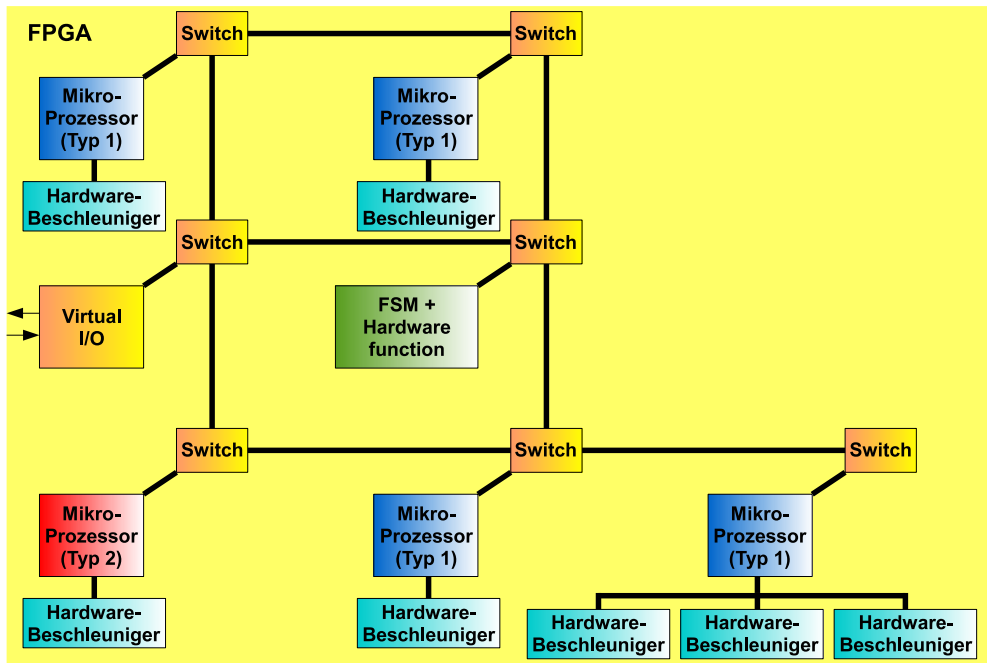 FPGA
Switch
Switch
Mikro-
Prozessor
(Typ 1)
Mikro-
Prozessor
(Typ 1)
Hardware-
Beschleuniger
Hardware-
Beschleuniger
Switch
Switch
Virtual
I/O
FSM +
Hardware
function
Switch
Switch
Switch
Mikro-
Prozessor
(Typ 2)
Mikro-
Prozessor
(Typ 1)
Mikro-
Prozessor
(Typ 1)
Hardware-
Beschleuniger
Hardware-
Beschleuniger
Hardware-
Beschleuniger
Hardware-
Beschleuniger
Hardware-
Beschleuniger